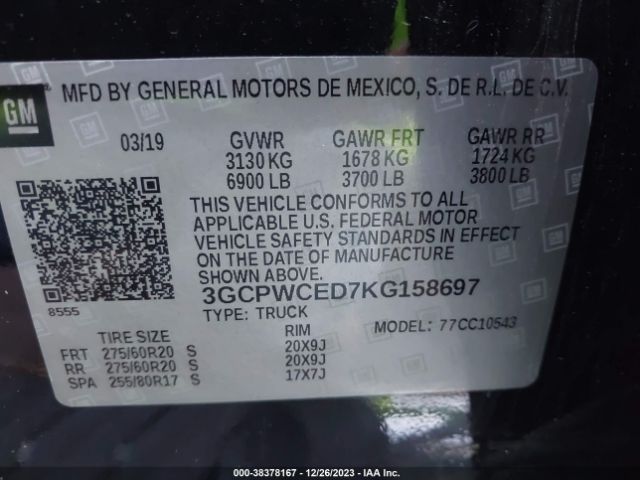 GM MFD BY GENERAL MOTORS DE MEXICO, S. DE R.L. DE C.V.
03/19 GVWR GAWR FRT GAWR RR
3130 KG 1678 KG 1724 KG
6900 LB 3700 LB 3800 LB
THIS VEHICLE CONFORMS TO ALL
APPLICABLE U.S. FEDERAL MOTOR
VEHICLE SAFETY STANDARDS IN EFFECT
ON THE DATE OF MANUFACTURE
SHOWN ABOVE.
8555 3GCPWCED7KG158697
TYPE: TRUCK MODEL: 77CC10543
TIRE SIZE RIM
FRT 275/60R20 S 20X9J
RR 275/60R20 S 20X9J
SPA 255/80R17 S 17X7J
000-38378167 - 12/26/2023 - IAA Inc.